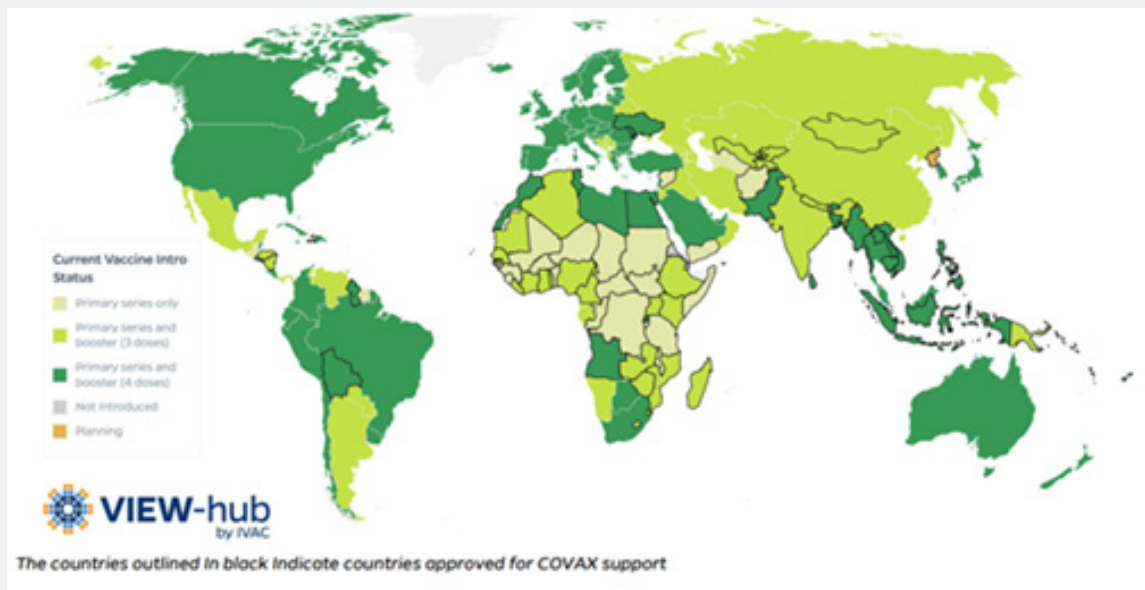 Current Vaccine Intro
Status
Primary series only
Primary series and
booster (3 doses)
Primary series and
booster (4 doses)
Not Introduced
Planning
VIEW-hub
by IVAC
The countries outlined In black Indicate countries approved for COVAX support